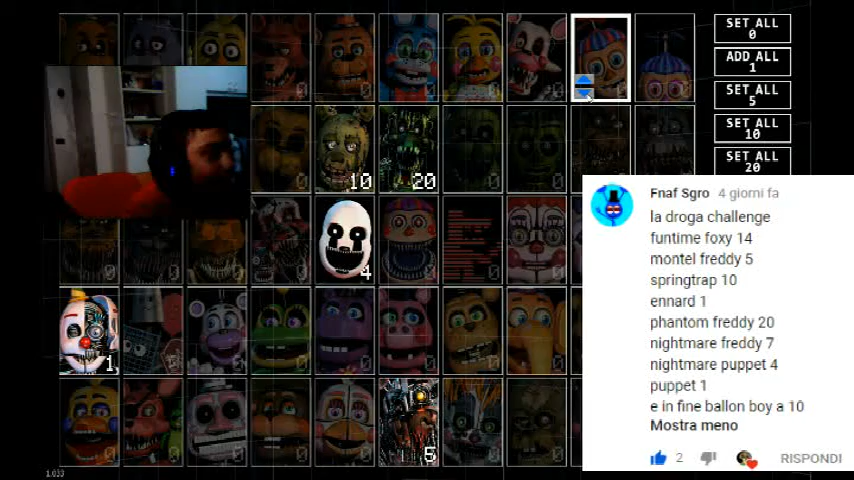 SET ALL
0
ADD ALL
1
SET ALL
5
SET ALL
10
SET ALL
20
10
20
4
1
5
Fnaf Sgro 4 giorni fa
la droga challenge
funtime foxy 14
montel freddy 5
springtrap 10
ennard 1
phantom freddy 20
nightmare freddy 7
nightmare puppet 4
puppet 1
e in fine ballon boy a 10
Mostra meno
2 RISPONDI
1.033